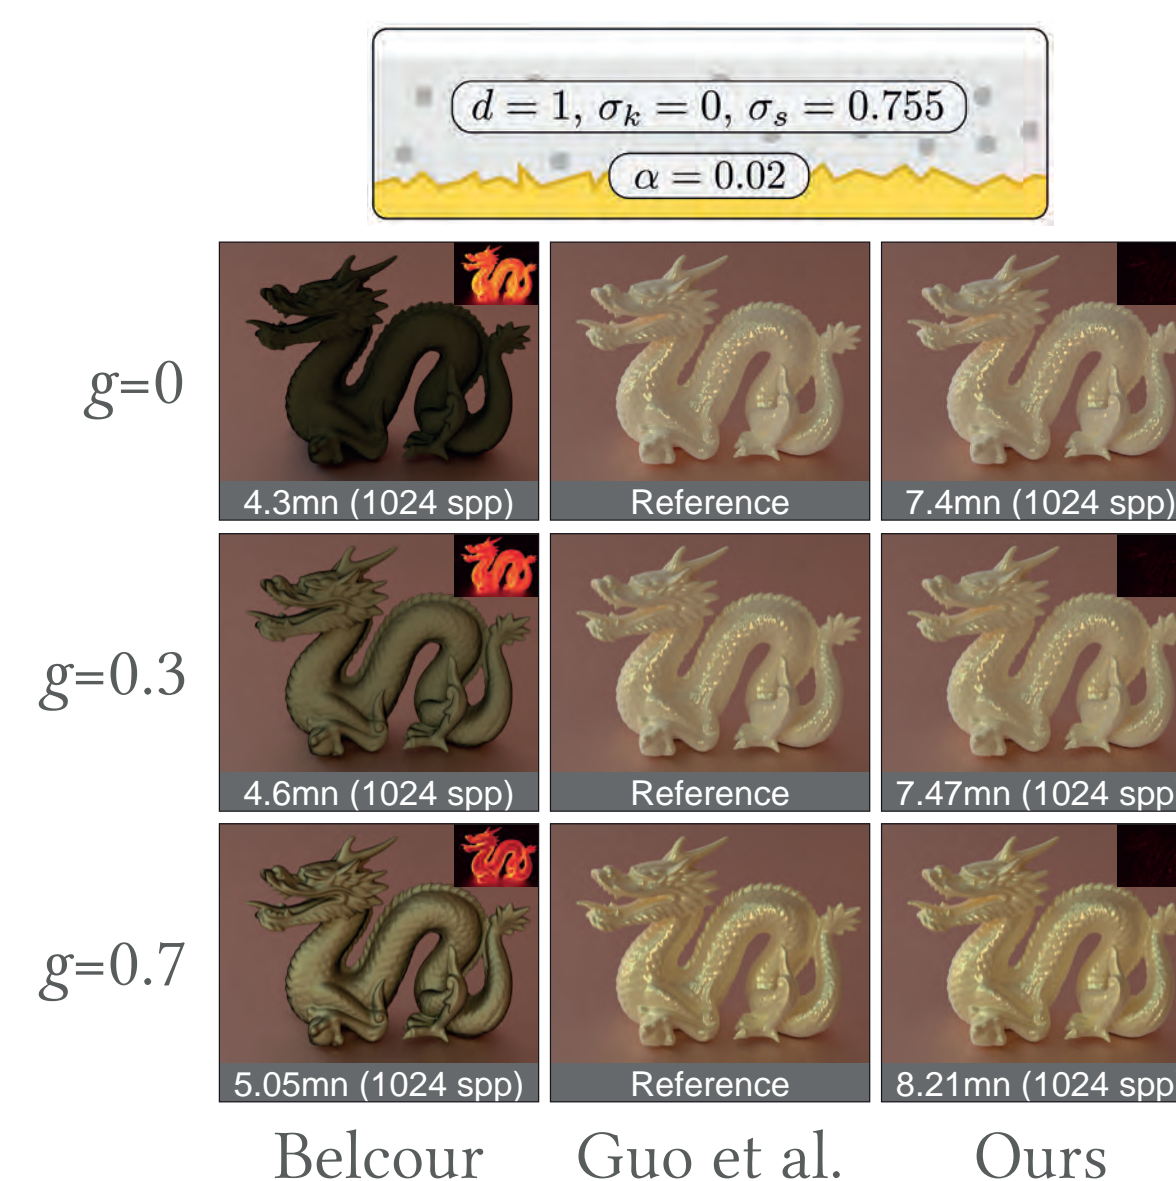 d = 1, σₖ = 0, σₛ = 0.755
α = 0.02
g=0
4.3mn (1024 spp)
Reference
7.4mn (1024 spp)
g=0.3
4.6mn (1024 spp)
Reference
7.47mn (1024 spp
g=0.7
5.05mn (1024 spp)
Reference
8.21mn (1024 spp
Belcour
Guo et al.
Ours